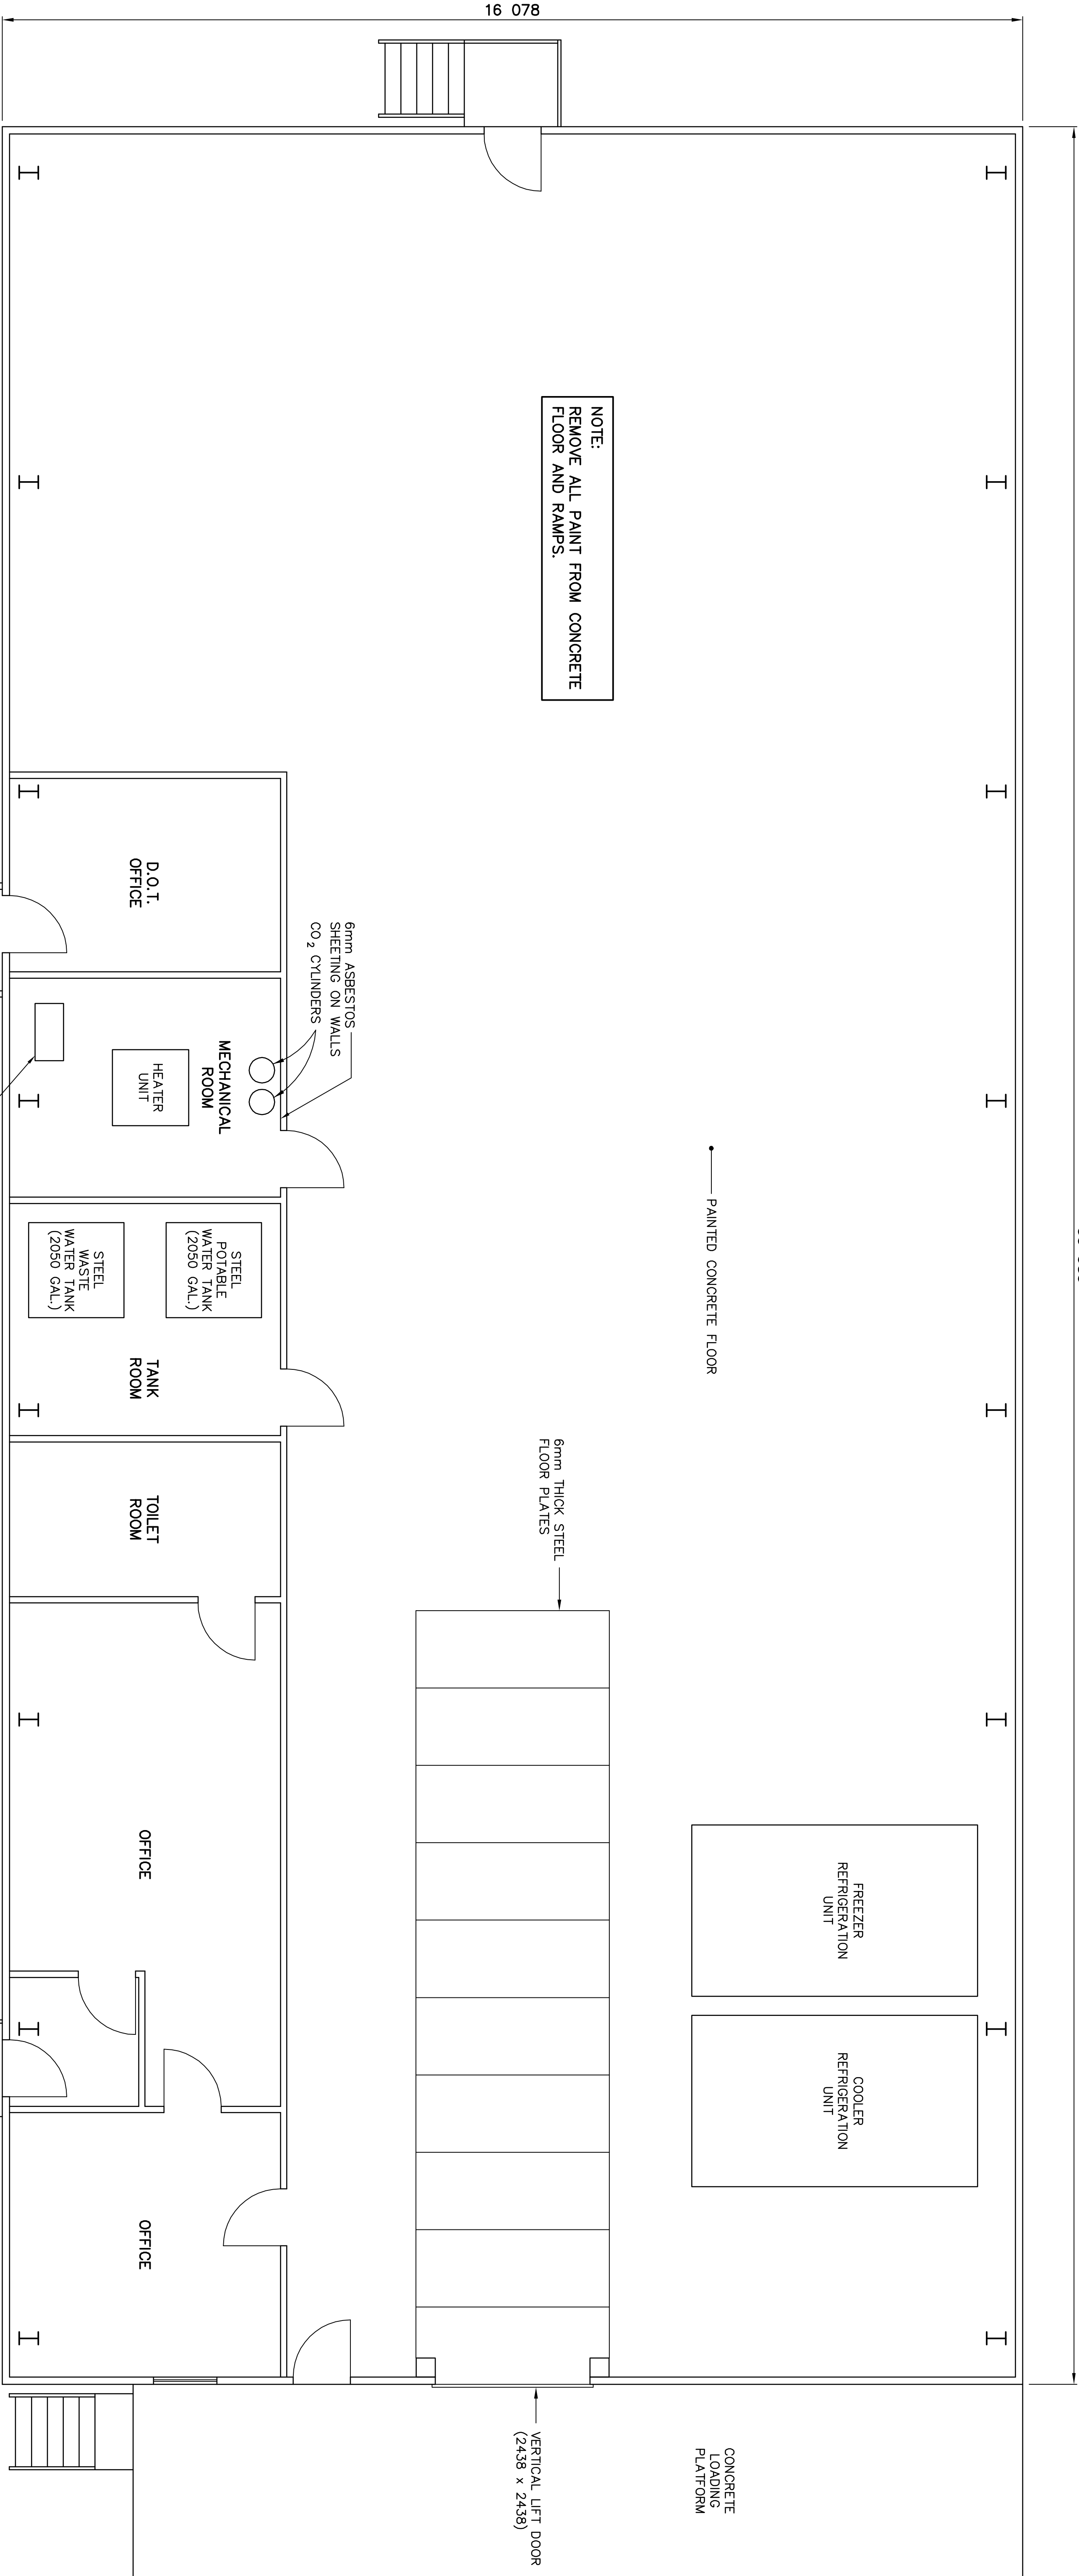 16 078
NOTE:
REMOVE ALL PAINT FROM CONCRETE
FLOOR AND RAMPS.
D.O.T.
OFFICE
6mm ASBESTOS
SHEETING ON WALLS
CO₂ CYLINDERS
MECHANICAL
ROOM
HEATER
UNIT
STEEL
POTABLE
WATER TANK
(2050 GAL.)
STEEL
WASTE
WATER TANK
(2050 GAL.)
TANK
ROOM
PAINTED CONCRETE FLOOR
TOILET
ROOM
6mm THICK STEEL
FLOOR PLATES
OFFICE
FREEZER
REFRIGERATION
UNIT
COOLER
REFRIGERATION
UNIT
OFFICE
VERTICAL LIFT DOOR
(2438 x 2438)
CONCRETE
LOADING
PLATFORM